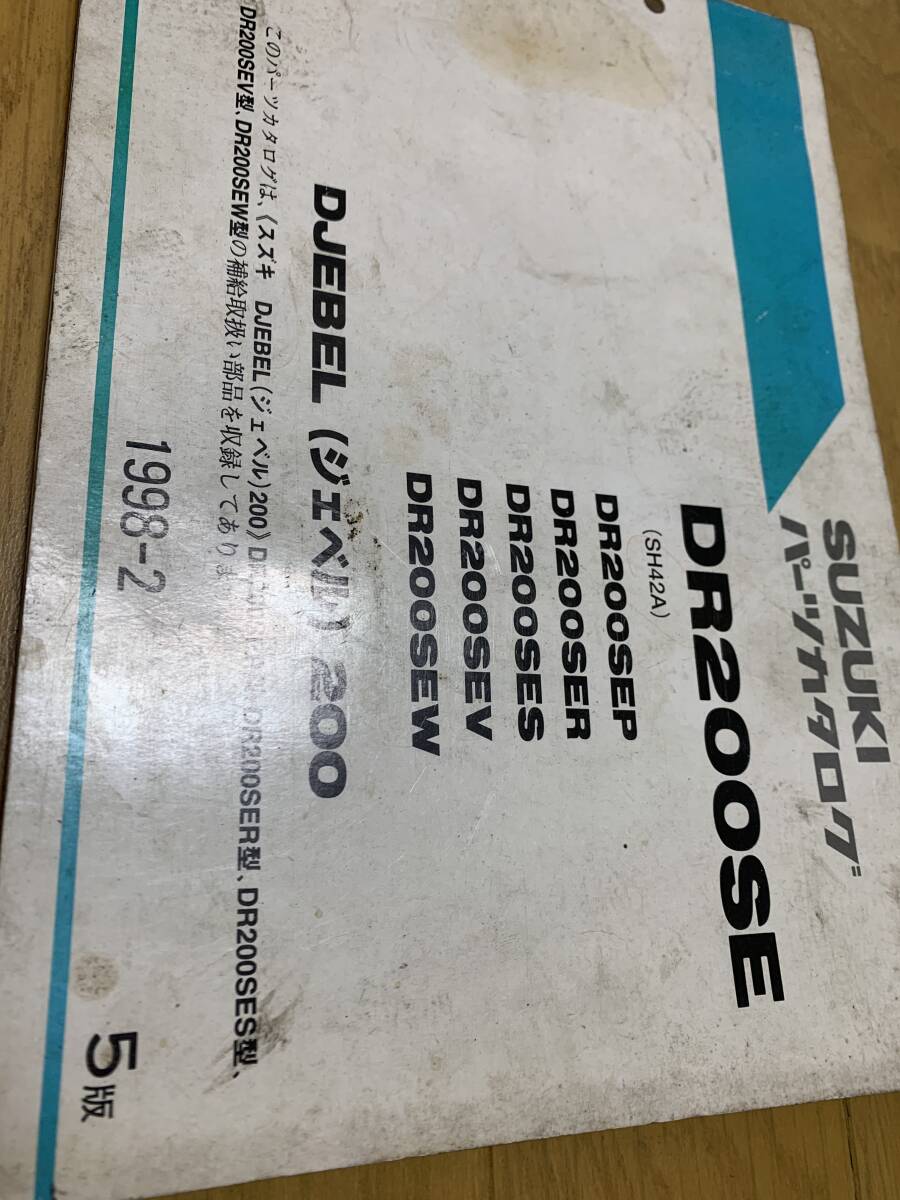 SUZUKI
パーツカタログ
DR200SE
(SH42A)
DR200SEP
DR200SER
DR200SES
DR200SEV
DR200SEW
DJEBEL (ジェベル) 200
このパーツカタログは、《スズキ DJEBEL(ジェベル)200》 DR200SER型、DR200SES型、
DR200SEV型、DR200SEW型の補給取扱い部品を収録してありま
1998-2
5版